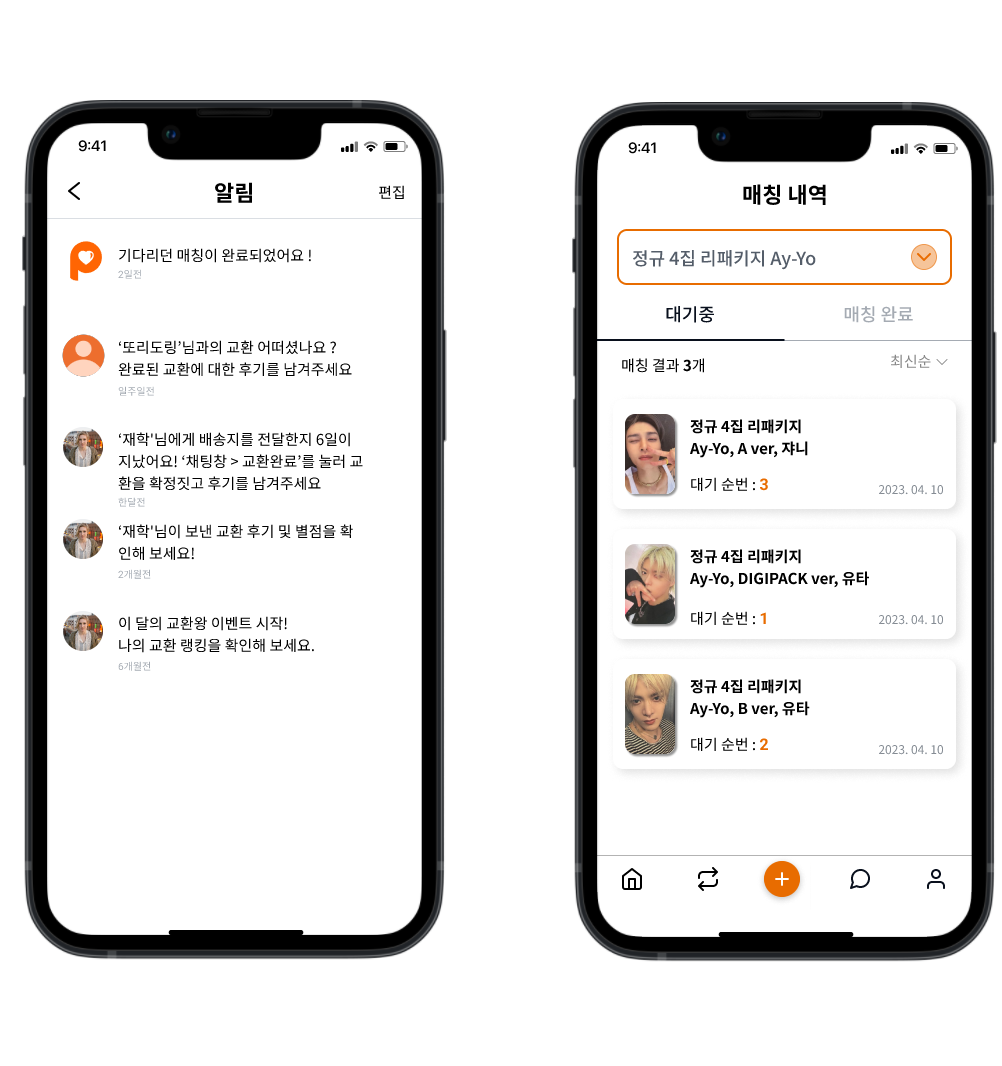 9:41
알림
편집
기다리던 매칭이 완료되었어요 !
2일전
‘또리도링’님과의 교환 어떠셨나요 ?
완료된 교환에 대한 후기를 남겨주세요
일주일전
‘재학'님에게 배송지를 전달한지 6일이
지났어요! ‘채팅창 > 교환완료’를 눌러 교
환을 확정짓고 후기를 남겨주세요
한달전
‘재학'님이 보낸 교환 후기 및 별점을 확
인해 보세요!
2개월전
이 달의 교환왕 이벤트 시작!
나의 교환 랭킹을 확인해 보세요.
6개월전
9:41
매칭 내역
정규 4집 리패키지 Ay-Yo
대기중
매칭 완료
매칭 결과 3개
최신순
정규 4집 리패키지
Ay-Yo, A ver, 쟈니
대기 순번 : 3
2023. 04. 10
정규 4집 리패키지
Ay-Yo, DIGIPACK ver, 유타
대기 순번 : 1
2023. 04. 10
정규 4집 리패키지
Ay-Yo, B ver, 유타
대기 순번 : 2
2023. 04. 10